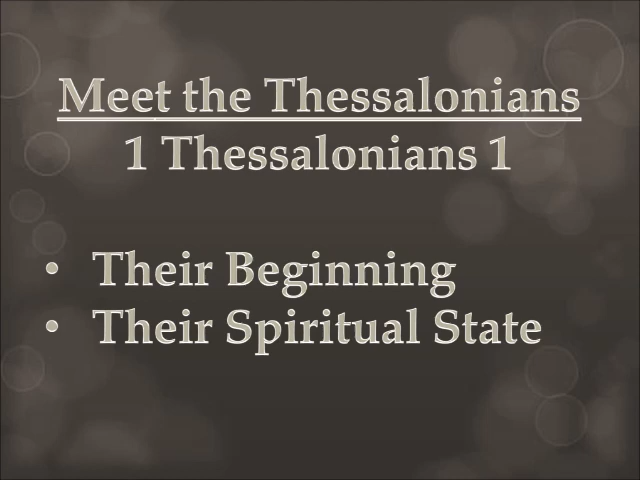 Meet the Thessalonians
1 Thessalonians 1
• Their Beginning
• Their Spiritual State